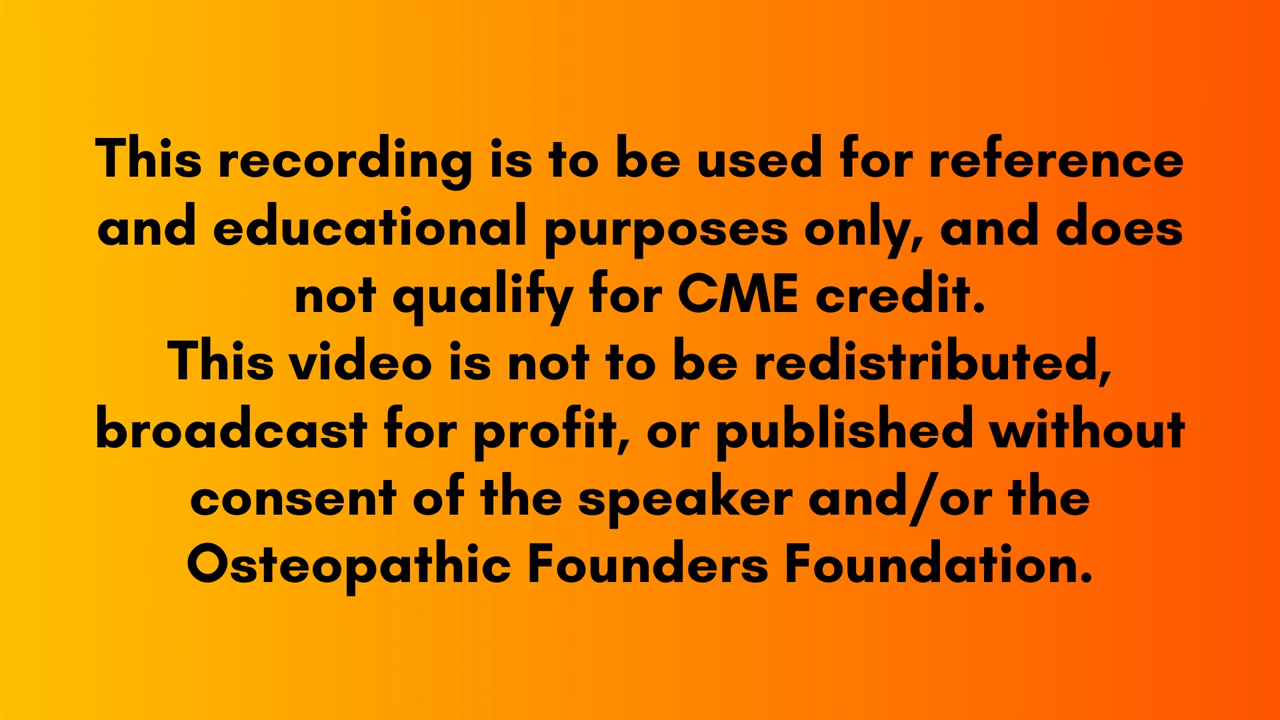 This recording is to be used for reference
and educational purposes only, and does
not qualify for CME credit.
This video is not to be redistributed,
broadcast for profit, or published without
consent of the speaker and/or the
Osteopathic Founders Foundation.